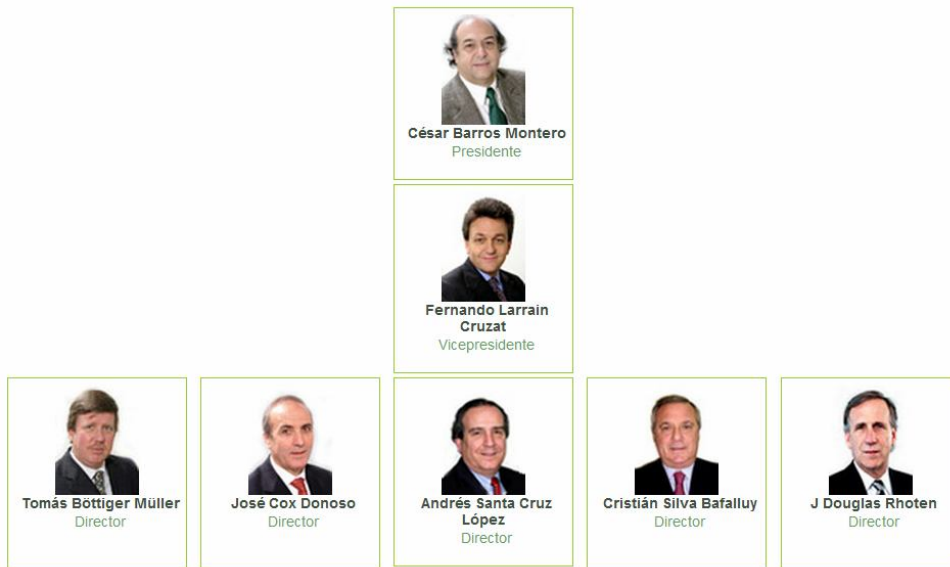 César Barros Montero
Presidente
Fernando Larrain
Cruzat
Vicepresidente
Tomás Böttiger Müller
Director
José Cox Donoso
Director
Andrés Santa Cruz
López
Director
Cristián Silva Bafalluy
Director
J Douglas Rhoten
Director